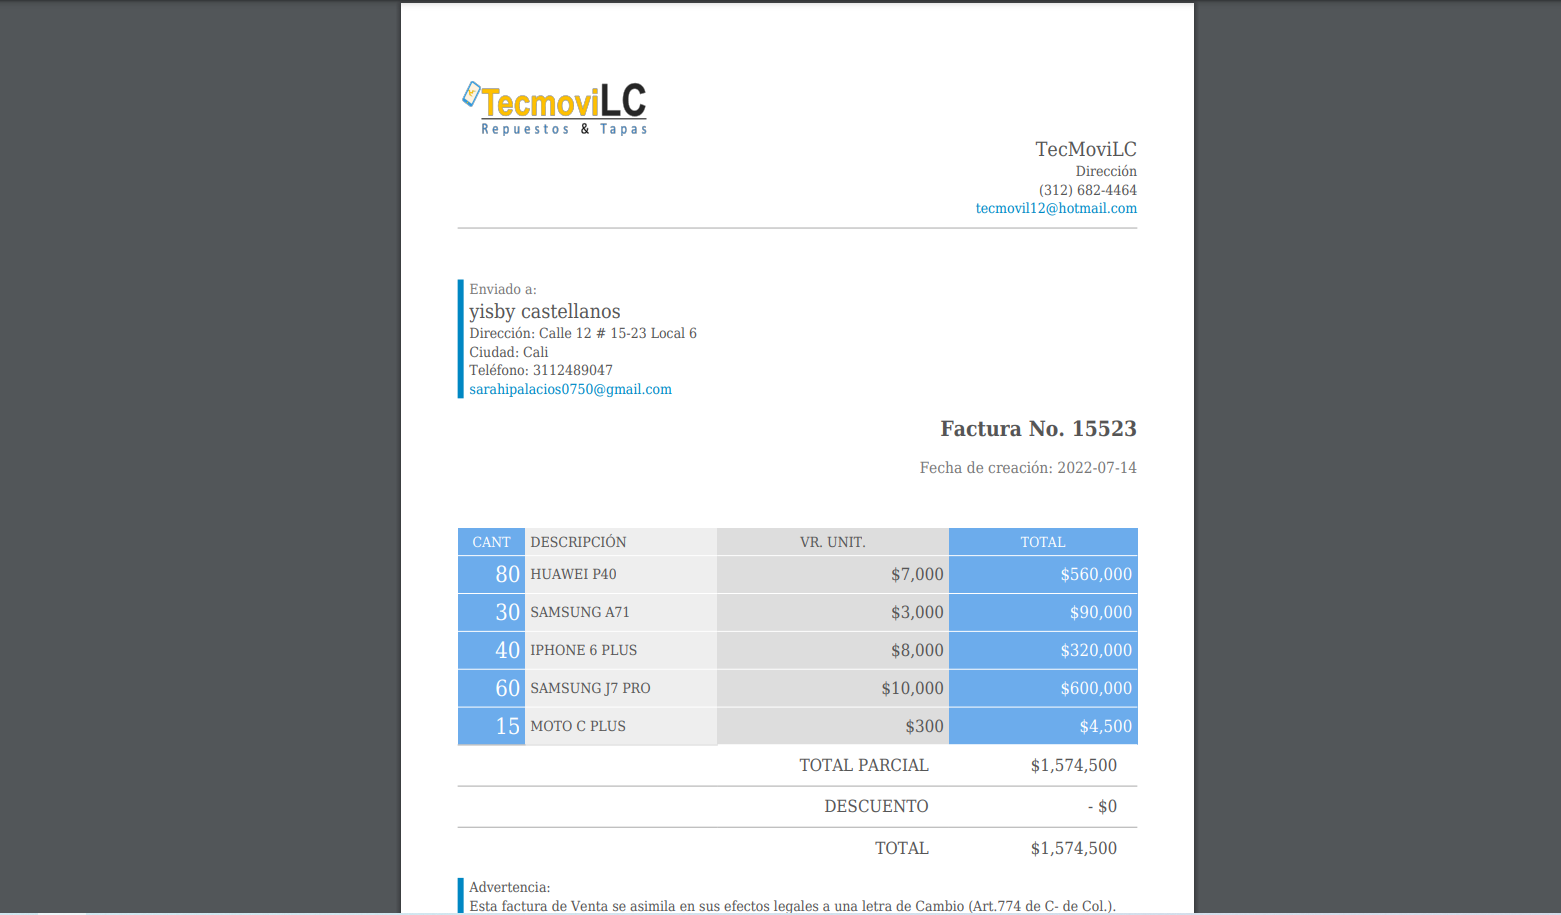 TecmoviLC
Repuestos & Tapas
TecMoviLC
Dirección
(312) 682-4464
tecmovil12@hotmail.com
Enviado a:
yisby castellanos
Dirección: Calle 12 # 15-23 Local 6
Ciudad: Cali
Teléfono: 3112489047
sarahipalacios0750@gmail.com
Factura No. 15523
Fecha de creación: 2022-07-14
CANT DESCRIPCIÓN VR. UNIT. TOTAL
80 HUAWEI P40 $7,000 $560,000
30 SAMSUNG A71 $3,000 $90,000
40 IPHONE 6 PLUS $8,000 $320,000
60 SAMSUNG J7 PRO $10,000 $600,000
15 MOTO C PLUS $300 $4,500
TOTAL PARCIAL $1,574,500
DESCUENTO - $0
TOTAL $1,574,500
Advertencia:
Esta factura de Venta se asimila en sus efectos legales a una letra de Cambio (Art.774 de C- de Col.).